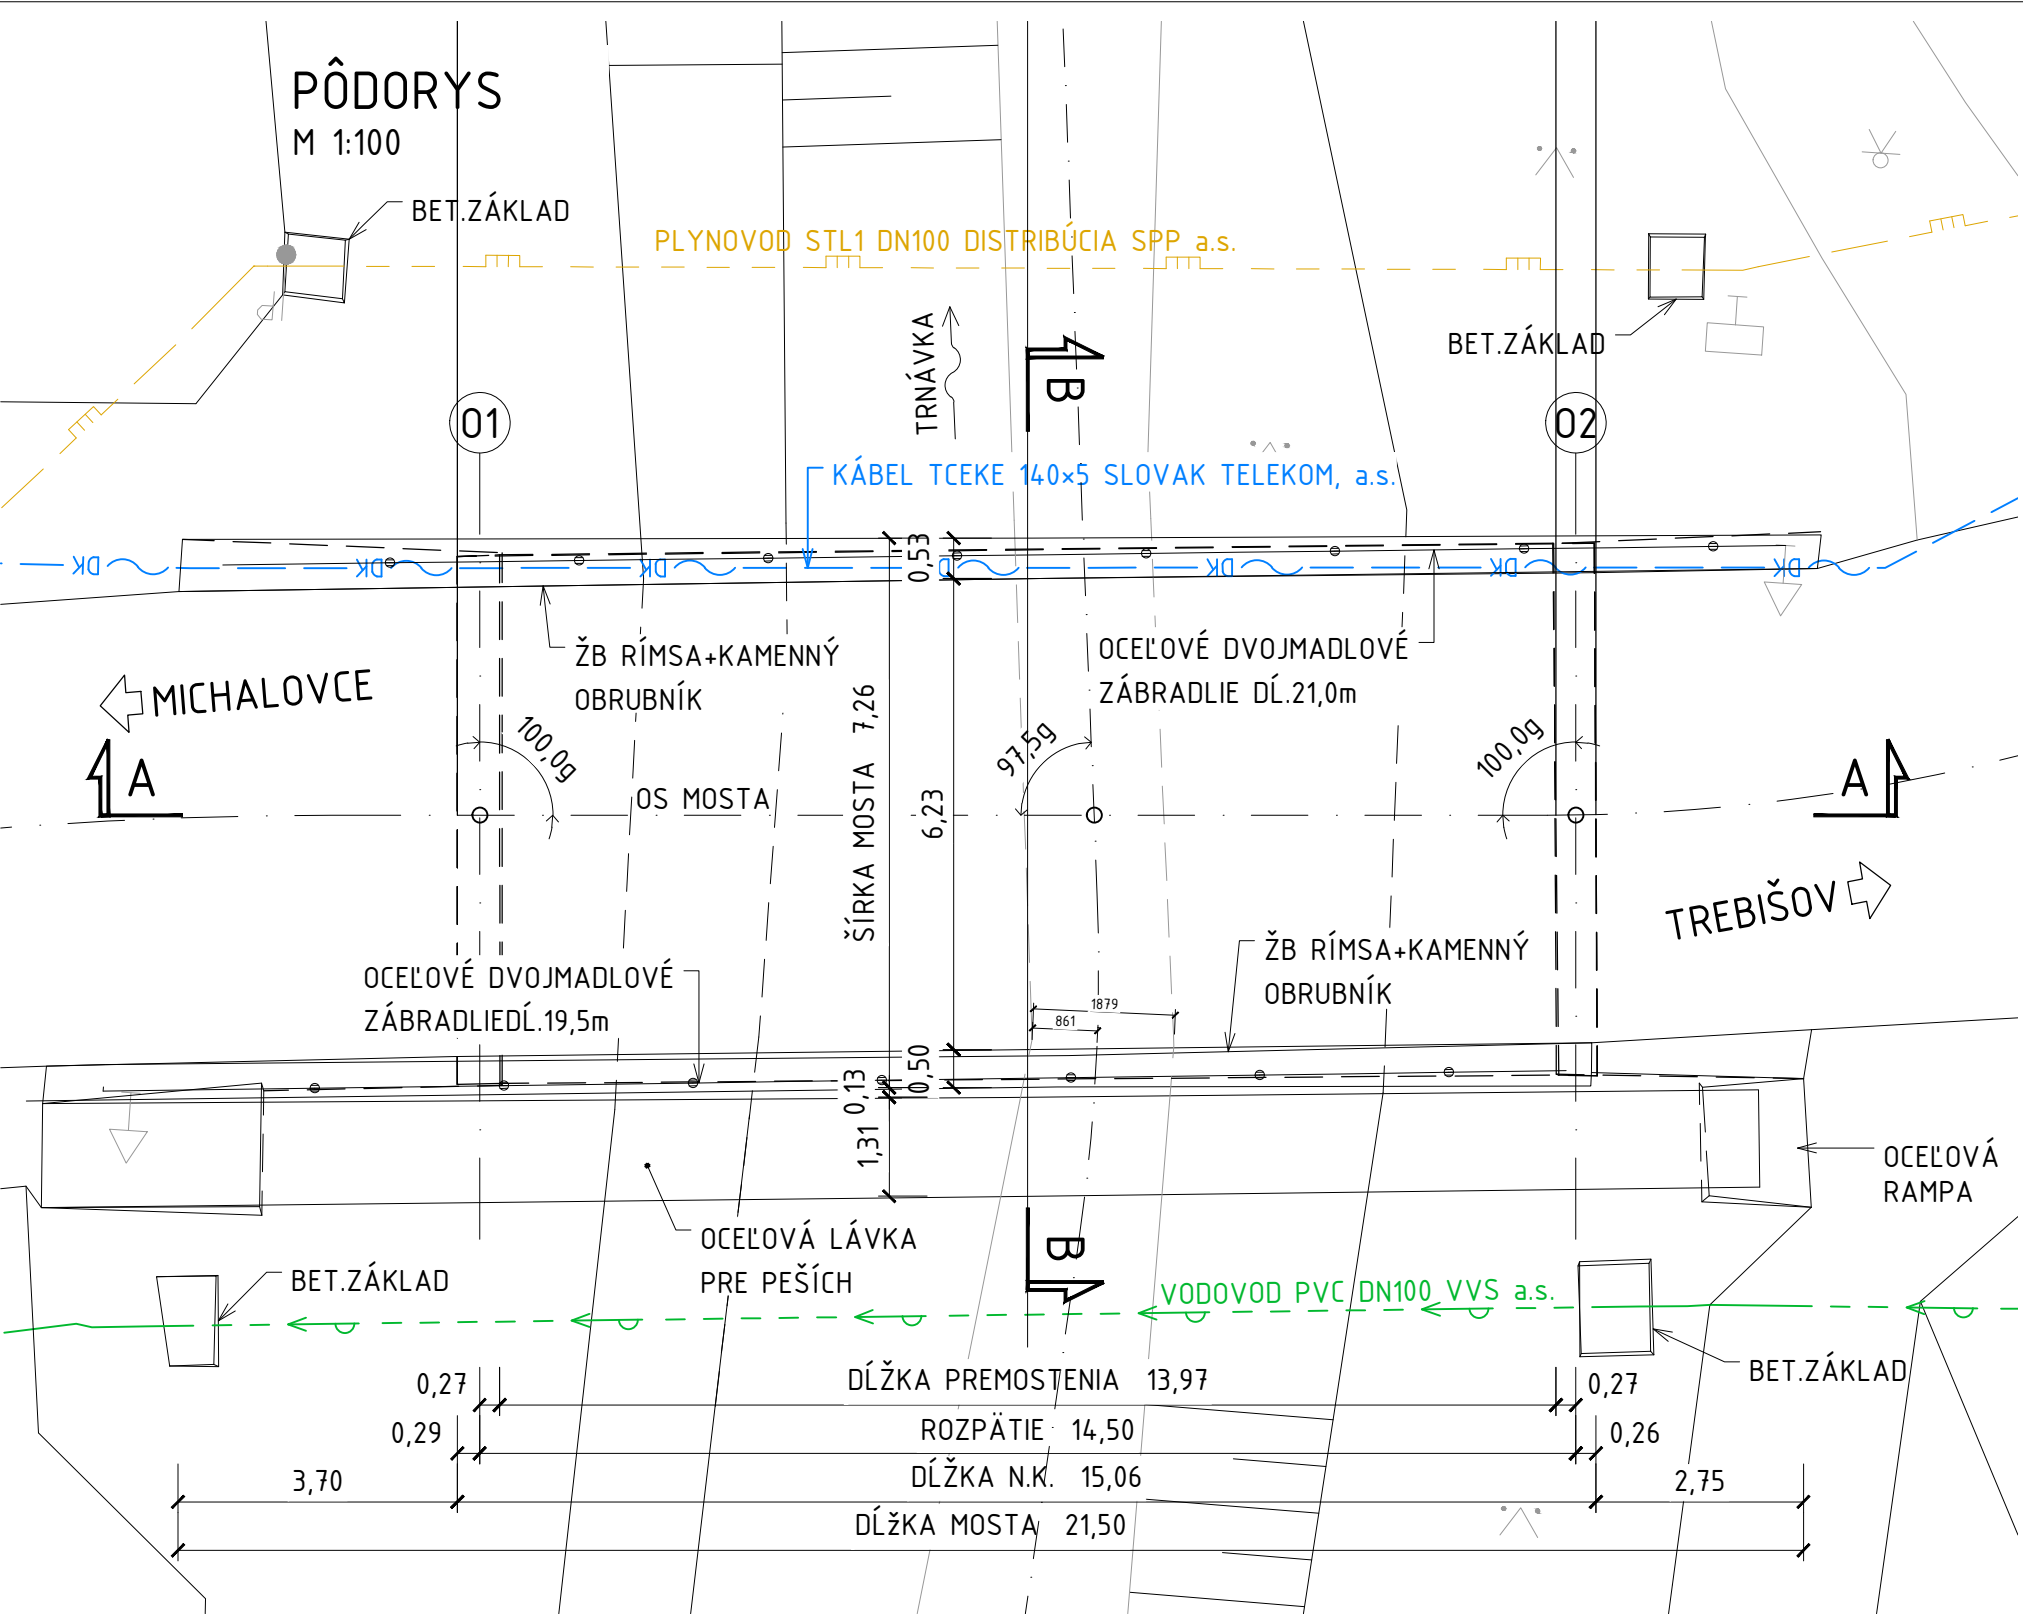 PÔDORYS
M 1:100
BET.ZÁKLAD
PLYNOVOD STL1 DN100 DISTRIBÚCIA SPP a.s.
BET.ZÁKLAD
TRNÁVKA
B
O1
O2
KÁBEL TCEKE 140×5 SLOVAK TELEKOM, a.s.
0,53
DK
DK
DK
DK
DK
DK
DK
ŽB RÍMSA+KAMENNÝ
OBRUBNÍK
OCEĽOVÉ DVOJMADLOVÉ
ZÁBRADLIE DĹ.21,0m
MICHALOVCE
ŠÍRKA MOSTA 7,26
100,0g
97,5g
100,0g
A
OS MOSTA
6,23
A
TREBIŠOV
OCEĽOVÉ DVOJMADLOVÉ
ZÁBRADLIEDĹ.19,5m
ŽB RÍMSA+KAMENNÝ
OBRUBNÍK
1879
861
0,50
0,13
1,31
OCEĽOVÁ
RAMPA
OCEĽOVÁ LÁVKA
PRE PEŠÍCH
B
BET.ZÁKLAD
VODOVOD PVC DN100 VVS a.s.
BET.ZÁKLAD
0,27
DĹŽKA PREMOSTENIA 13,97
0,27
0,29
ROZPÄTIE 14,50
0,26
3,70
DĹŽKA N.K. 15,06
2,75
DĹžKA MOSTA 21,50